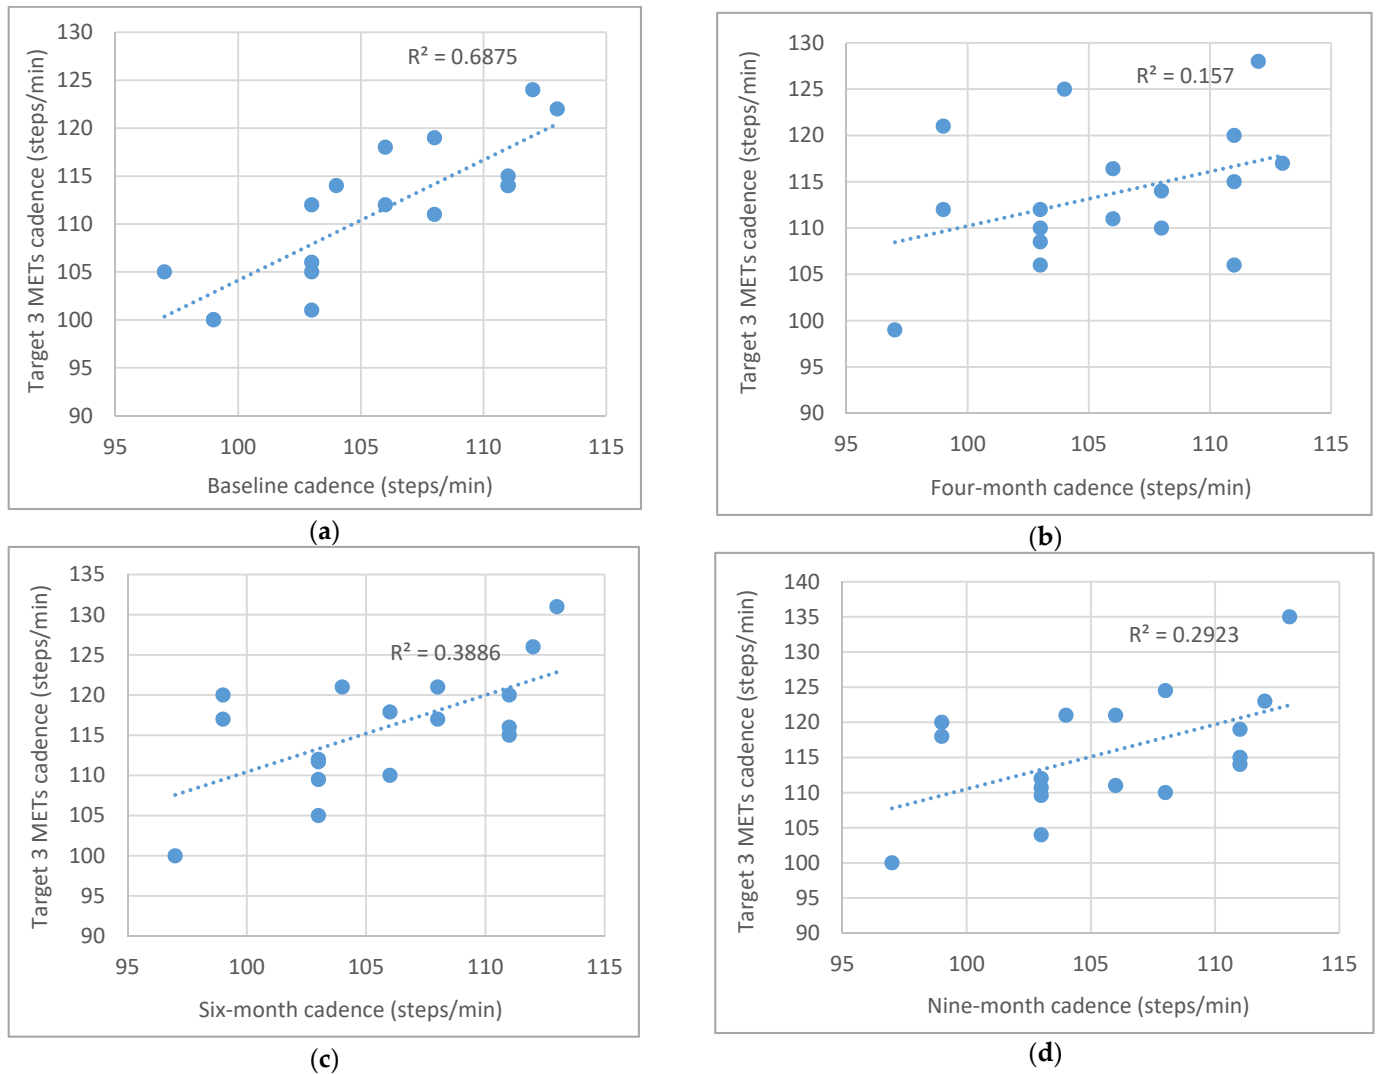 130
125
120
115
110
105
100
95
90
Target 3 METs cadence (steps/min)
R² = 0.6875
95 100 105 110 115
Baseline cadence (steps/min)
(a)
130
125
120
115
110
105
100
95
90
Target 3 METs cadence (steps/min)
R² = 0.157
95 100 105 110 115
Four-month cadence (steps/min)
(b)
135
130
125
120
115
110
105
100
95
90
Target 3 METs cadence (steps/min)
R² = 0.3886
95 100 105 110 115
Six-month cadence (steps/min)
(c)
140
135
130
125
120
115
110
105
100
95
90
Target 3 METs cadence (steps/min)
R² = 0.2923
95 100 105 110 115
Nine-month cadence (steps/min)
(d)